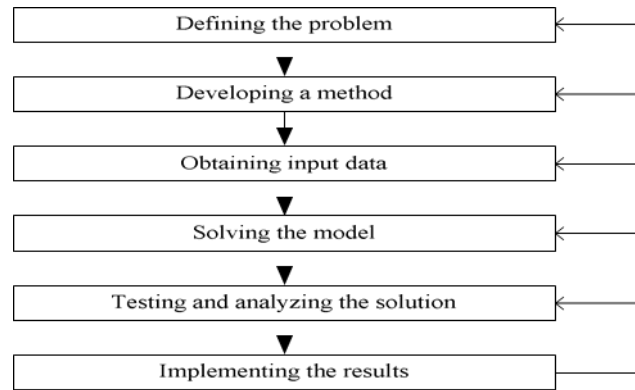 Defining the problem
Developing a method
Obtaining input data
Solving the model
Testing and analyzing the solution
Implementing the results